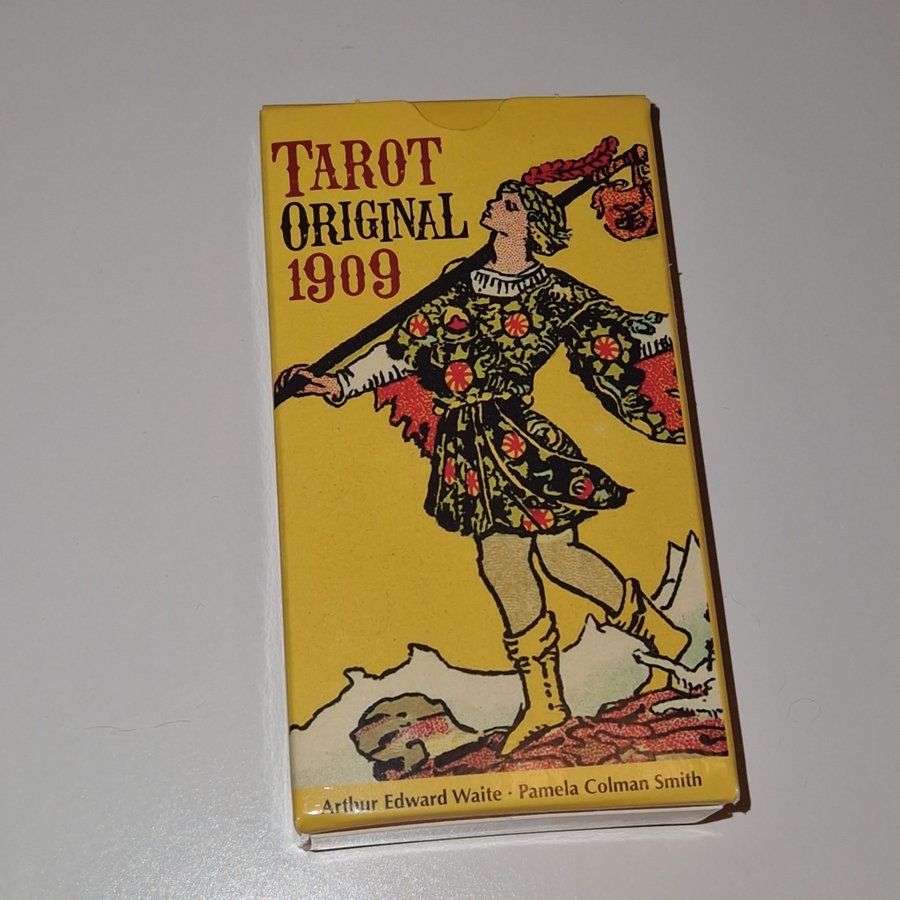 TAROT
ORIGINAL
1909
Arthur Edward Waite · Pamela Colman Smith